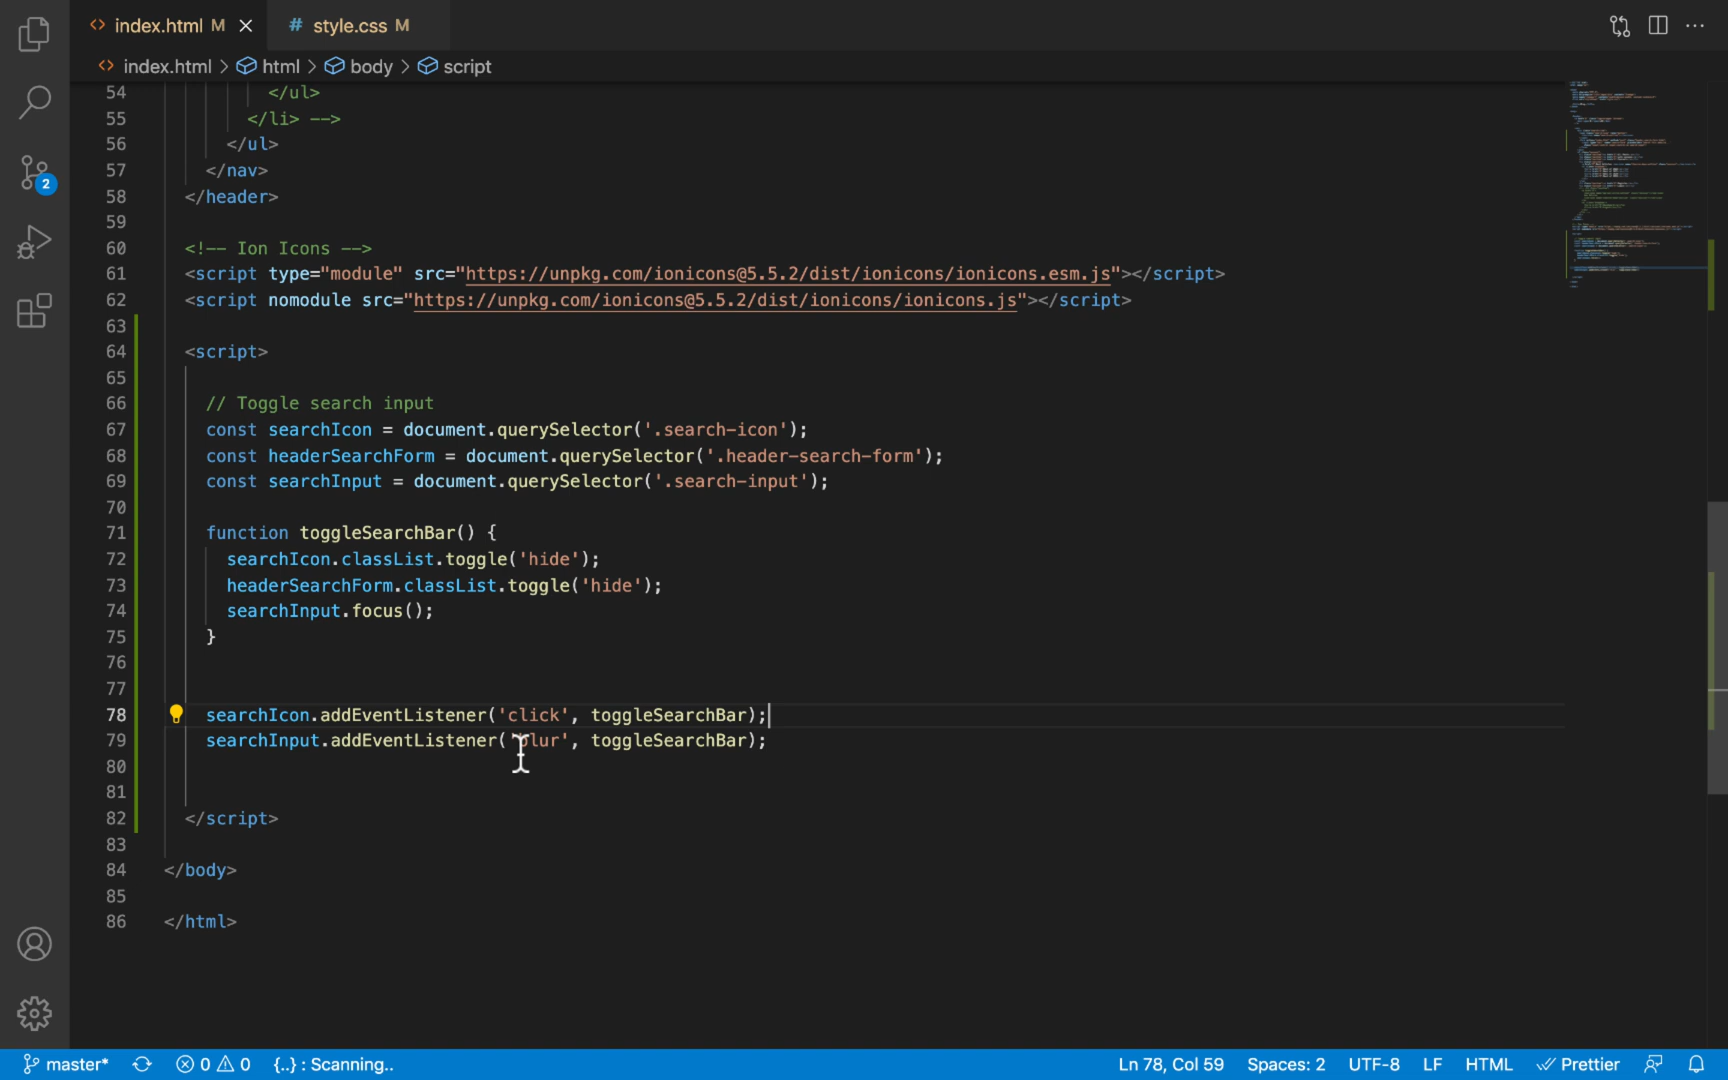 index.html M
style.css M
index.html > html > body > script
54 </ul>
55 </li> -->
56 </ul>
57 </nav>
58 </header>
59
60 <!-- Ion Icons -->
61 <script type="module" src="https://unpkg.com/ionicons@5.5.2/dist/ionicons/ionicons.esm.js"></script>
62 <script nomodule src="https://unpkg.com/ionicons@5.5.2/dist/ionicons/ionicons.js"></script>
63
64 <script>
65
66 // Toggle search input
67 const searchIcon = document.querySelector('.search-icon');
68 const headerSearchForm = document.querySelector('.header-search-form');
69 const searchInput = document.querySelector('.search-input');
70
71 function toggleSearchBar() {
72 searchIcon.classList.toggle('hide');
73 headerSearchForm.classList.toggle('hide');
74 searchInput.focus();
75 }
76
77
78 searchIcon.addEventListener('click', toggleSearchBar);
79 searchInput.addEventListener('blur', toggleSearchBar);
80
81
82 </script>
83
84 </body>
85
86 </html>
2
master* 0 0 {..} : Scanning.. Ln 78, Col 59 Spaces: 2 UTF-8 LF HTML Prettier